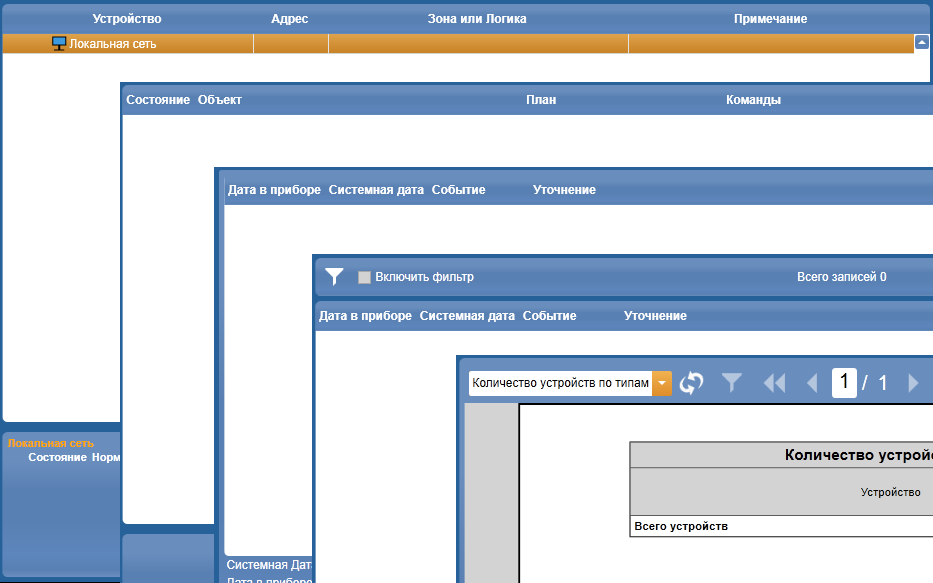 Устройство Адрес Зона или Логика Примечание
Локальная сеть
Состояние Объект План Команды
Дата в приборе Системная дата Событие Уточнение
Включить фильтр Всего записей 0
Дата в приборе Системная дата Событие Уточнение
Количество устройств по типам 1 / 1
Локальная сеть
Состояние Норм
Количество устрой
Устройство
Всего устройств
Системная Дат
Дата в приборе